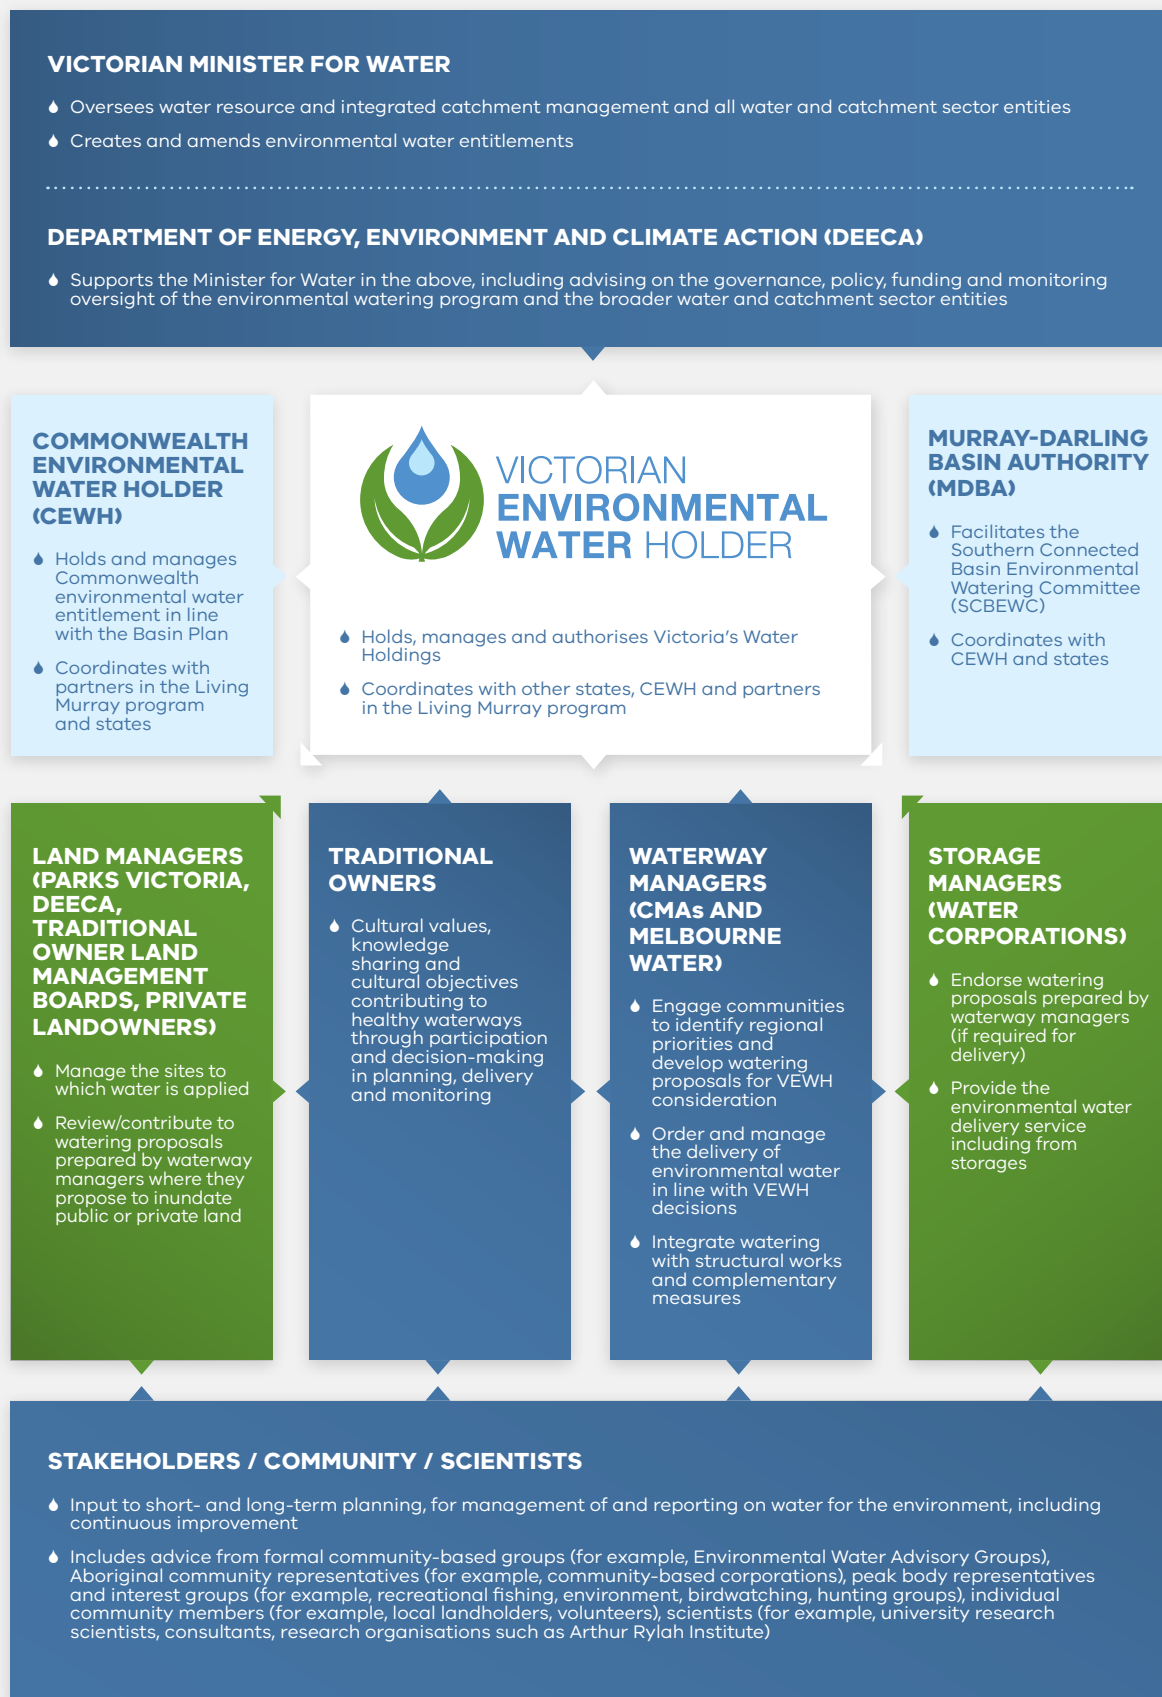 VICTORIAN MINISTER FOR WATER
Oversees water resource and integrated catchment management and all water and catchment sector entities
Creates and amends environmental water entitlements
DEPARTMENT OF ENERGY, ENVIRONMENT AND CLIMATE ACTION (DEECA)
Supports the Minister for Water in the above, including advising on the governance, policy, funding and monitoring
oversight of the environmental watering program and the broader water and catchment sector entities
COMMONWEALTH
ENVIRONMENTAL
WATER HOLDER
(CEWH)
Holds and manages
Commonwealth
environmental water
entitlement in line
with the Basin Plan
Coordinates with
partners in the Living
Murray program
and states
VICTORIAN
ENVIRONMENTAL
WATER HOLDER
Holds, manages and authorises Victoria's Water
Holdings
Coordinates with other states, CEWH and partners
in the Living Murray program
MURRAY-DARLING
BASIN AUTHORITY
(MDBA)
Facilitates the
Southern Connected
Basin Environmental
Watering Committee
(SCBEWC)
Coordinates with
CEWH and states
LAND MANAGERS
(PARKS VICTORIA,
DEECA,
TRADITIONAL
OWNER LAND
MANAGEMENT
BOARDS, PRIVATE
LANDOWNERS)
Manage the sites to
which water is applied
Review/contribute to
watering proposals
prepared by waterway
managers where they
propose to inundate
public or private land
TRADITIONAL
OWNERS
Cultural values,
knowledge
sharing and
cultural objectives
contributing to
healthy waterways
through participation
and decision-making
in planning, delivery
and monitoring
WATERWAY
MANAGERS
(CMAs AND
MELBOURNE
WATER)
Engage communities
to identify regional
priorities and
develop watering
proposals for VEWH
consideration
Order and manage
the delivery of
environmental water
in line with VEWH
decisions
Integrate watering
with structural works
and complementary
measures
STORAGE
MANAGERS
(WATER
CORPORATIONS)
Endorse watering
proposals prepared by
waterway managers
(if required for
delivery)
Provide the
environmental water
delivery service
including from
storages
STAKEHOLDERS / COMMUNITY / SCIENTISTS
Input to short- and long-term planning, for management of and reporting on water for the environment, including
continuous improvement
Includes advice from formal community-based groups (for example, Environmental Water Advisory Groups),
Aboriginal community representatives (for example, community-based corporations), peak body representatives
and interest groups (for example, recreational fishing, environment, birdwatching, hunting groups), individual
community members (for example, local landholders, volunteers), scientists (for example, university research
scientists, consultants, research organisations such as Arthur Rylah Institute)